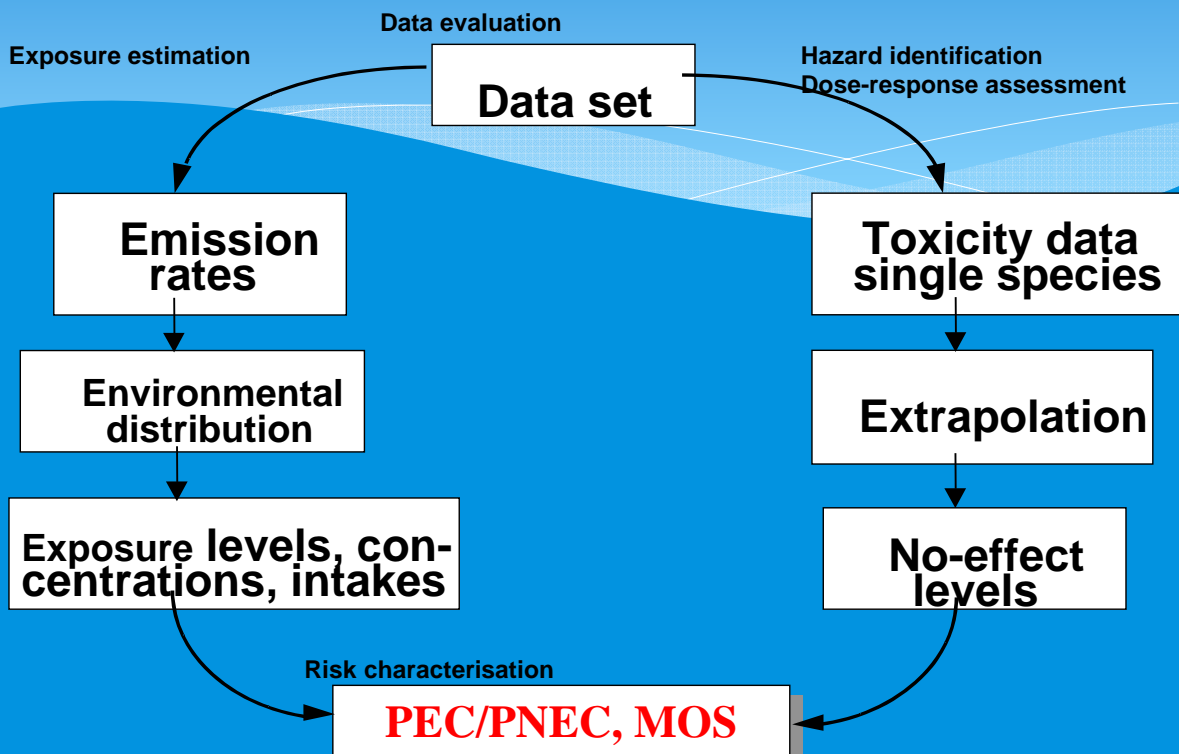 Data evaluation
Exposure estimation
Hazard identification
Dose-response assessment
Data set
Emission
rates
Toxicity data
single species
Environmental
distribution
Extrapolation
Exposure levels, con-
centrations, intakes
No-effect
levels
Risk characterisation
PEC/PNEC, MOS